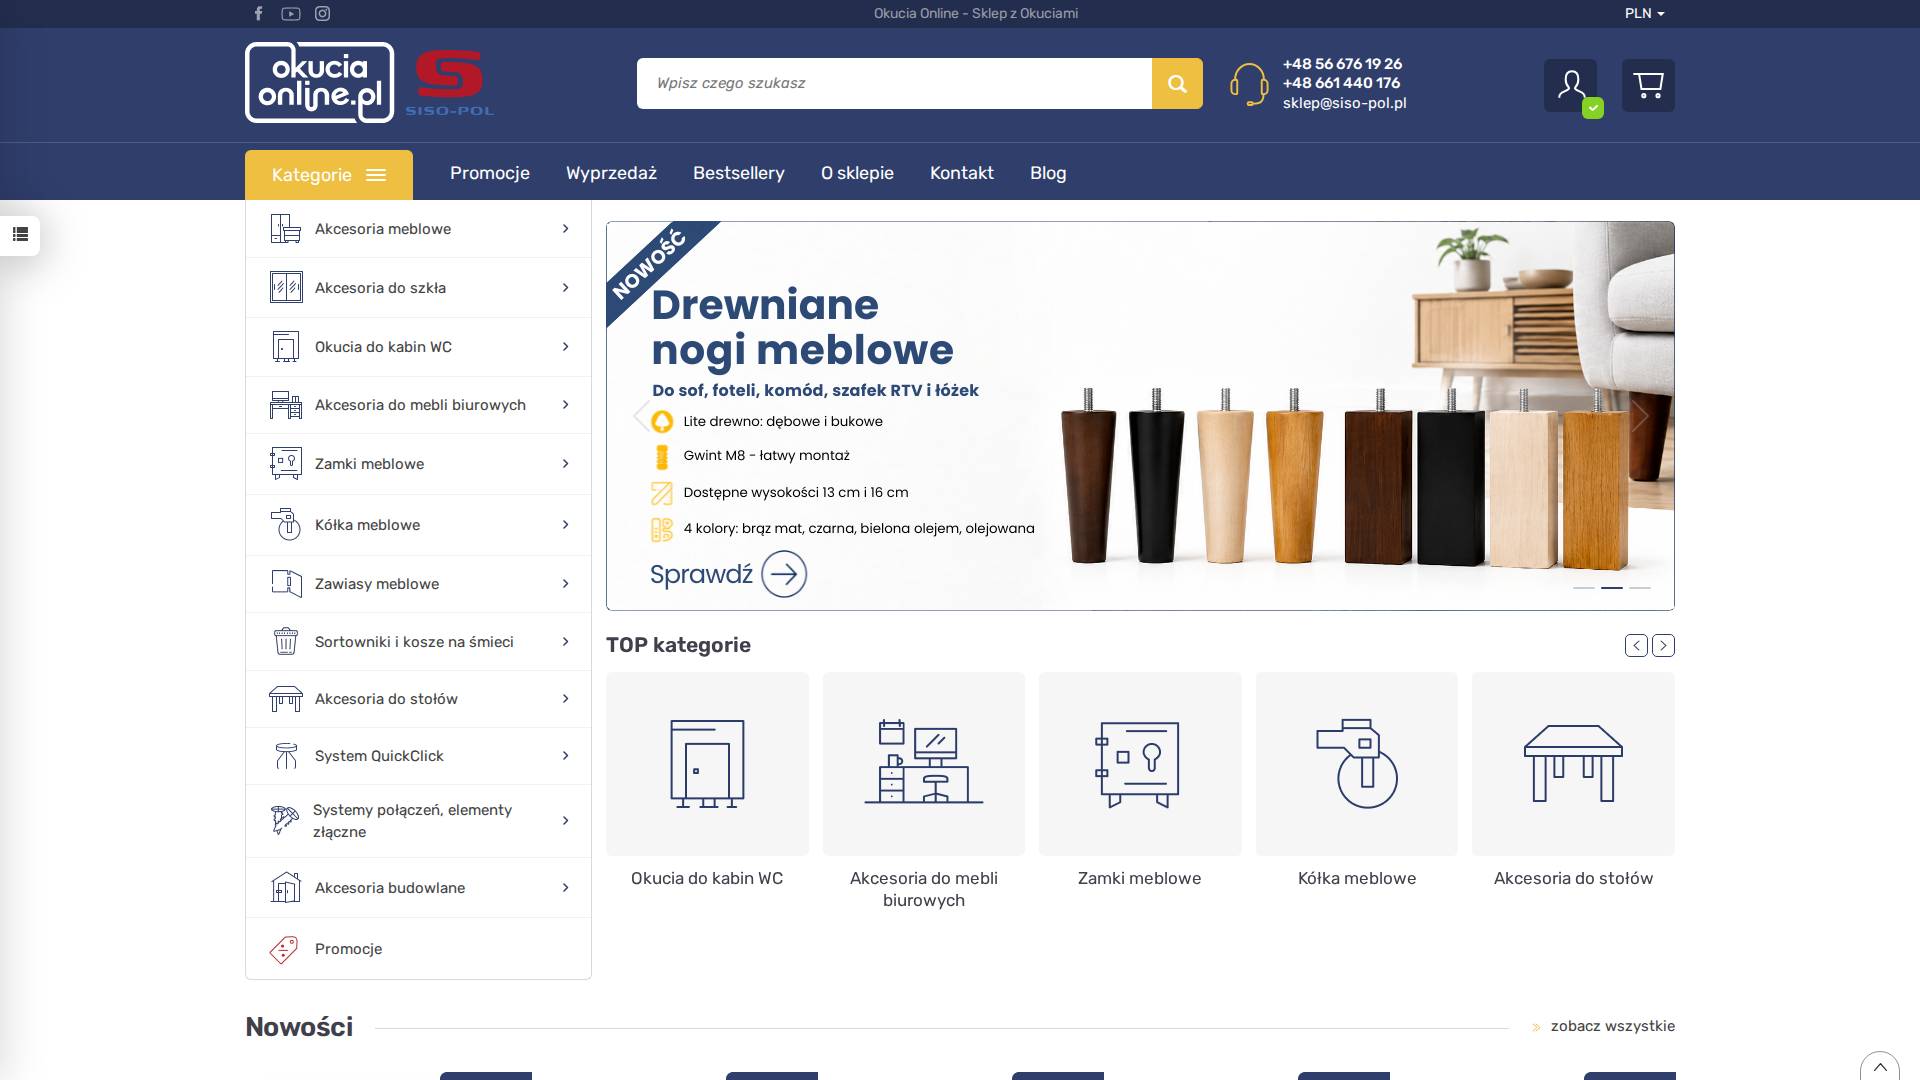 Okucia Online - Sklep z Okuciami
PLN
okucia
online.pl
SISO-POL
Wpisz czego szukasz
+48 56 676 19 26
+48 661 440 176
sklep@siso-pol.pl
Kategorie
Promocje
Wyprzedaż
Bestsellery
O sklepie
Kontakt
Blog
Akcesoria meblowe
Akcesoria do szkła
Okucia do kabin WC
Akcesoria do mebli biurowych
Zamki meblowe
Kółka meblowe
Zawiasy meblowe
Sortowniki i kosze na śmieci
Akcesoria do stołów
System QuickClick
Systemy połączeń, elementy
złączne
Akcesoria budowlane
Promocje
NOWOŚĆ
Drewniane
nogi meblowe
Do sof, foteli, komód, szafek RTV i łóżek
Lite drewno: dębowe i bukowe
Gwint M8 - łatwy montaż
Dostępne wysokości 13 cm i 16 cm
4 kolory: brąz mat, czarna, bielona olejem, olejowana
Sprawdź
TOP kategorie
Okucia do kabin WC
Akcesoria do mebli
biurowych
Zamki meblowe
Kółka meblowe
Akcesoria do stołów
Nowości
zobacz wszystkie